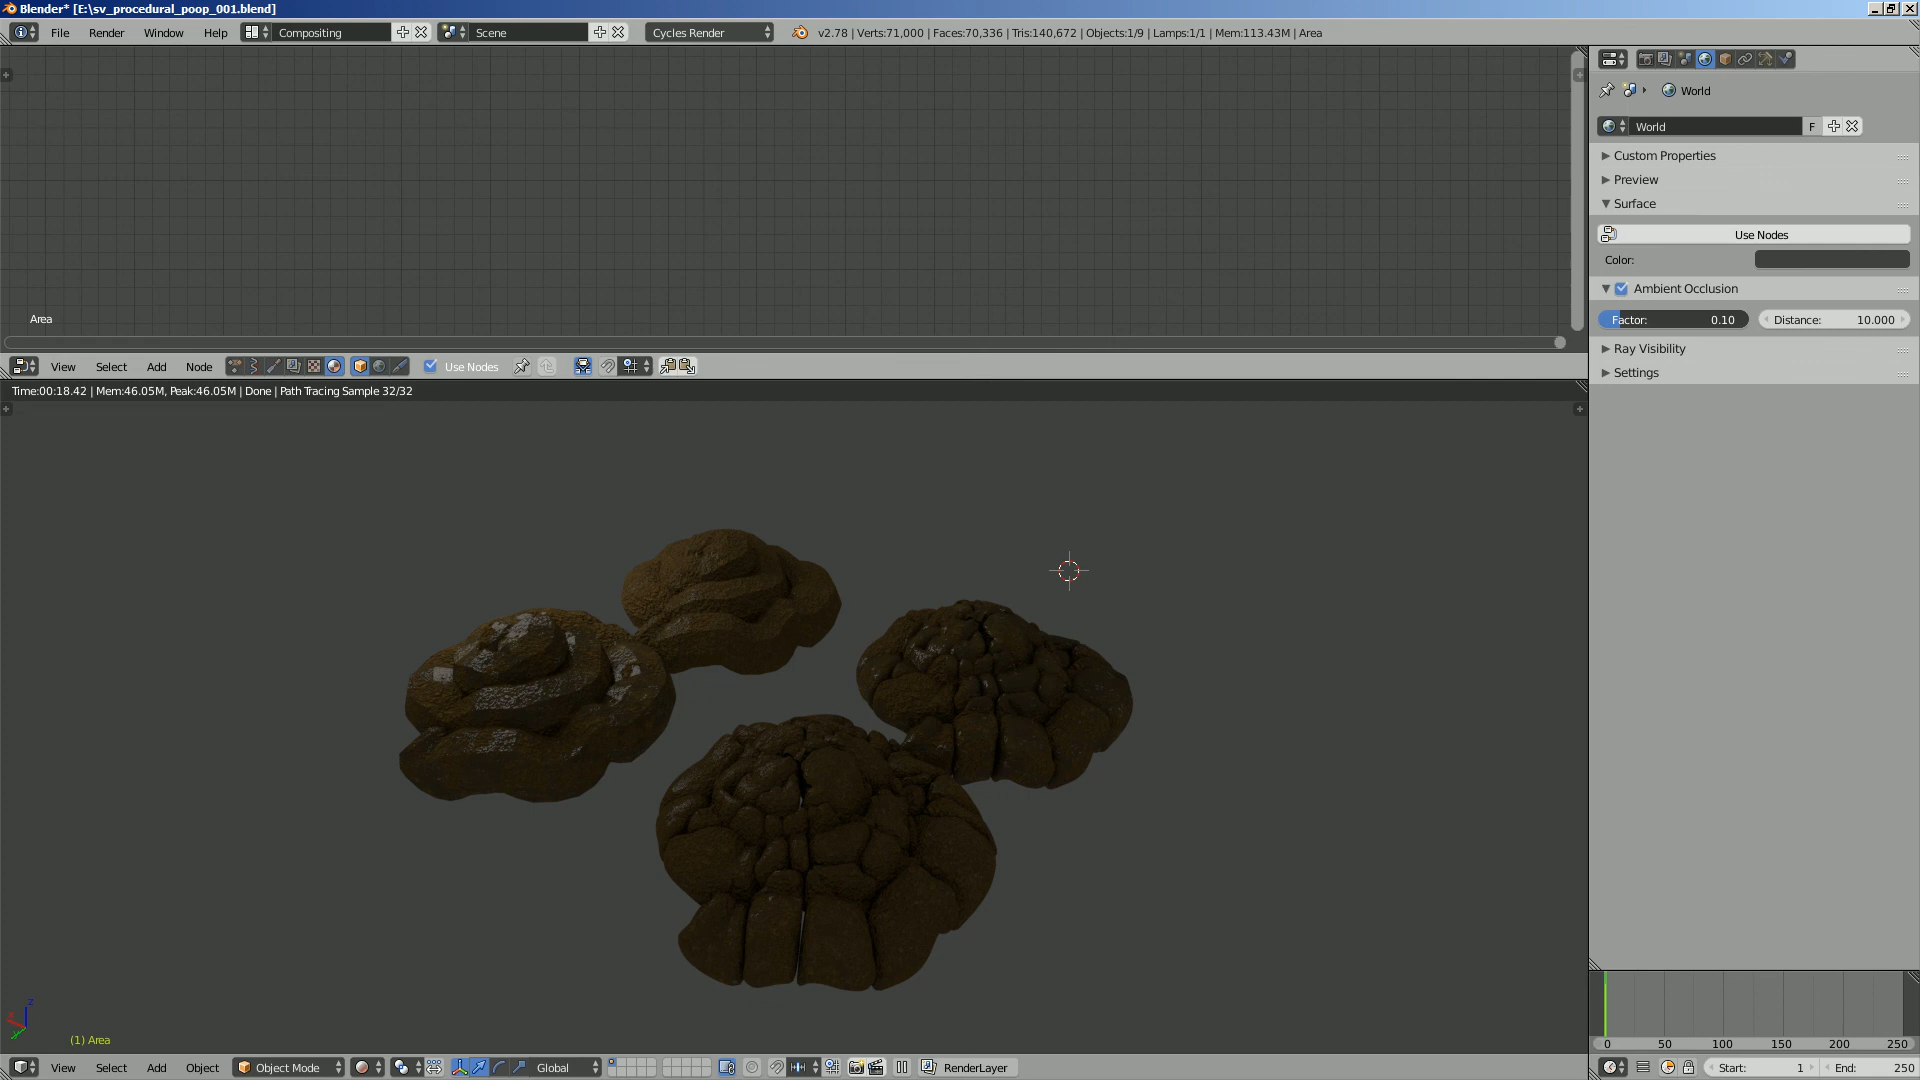 Blender* [E:\sv_procedural_poop_001.blend]
File Render Window Help Compositing Scene Cycles Render v2.78 | Verts:71,000 | Faces:70,336 | Tris:140,672 | Objects:1/9 | Lamps:1/1 | Mem:113.43M | Area
World
World F
Custom Properties
Preview
Surface
Use Nodes
Color:
Ambient Occlusion
Factor: 0.10 Distance: 10.000
Ray Visibility
Settings
Area
View Select Add Node Use Nodes
Time:00:18.42 | Mem:46.05M, Peak:46.05M | Done | Path Tracing Sample 32/32
z
(1) Area
0 50 100 150 200 250
View Select Add Object Object Mode Global RenderLayer
Start: 1 End: 250